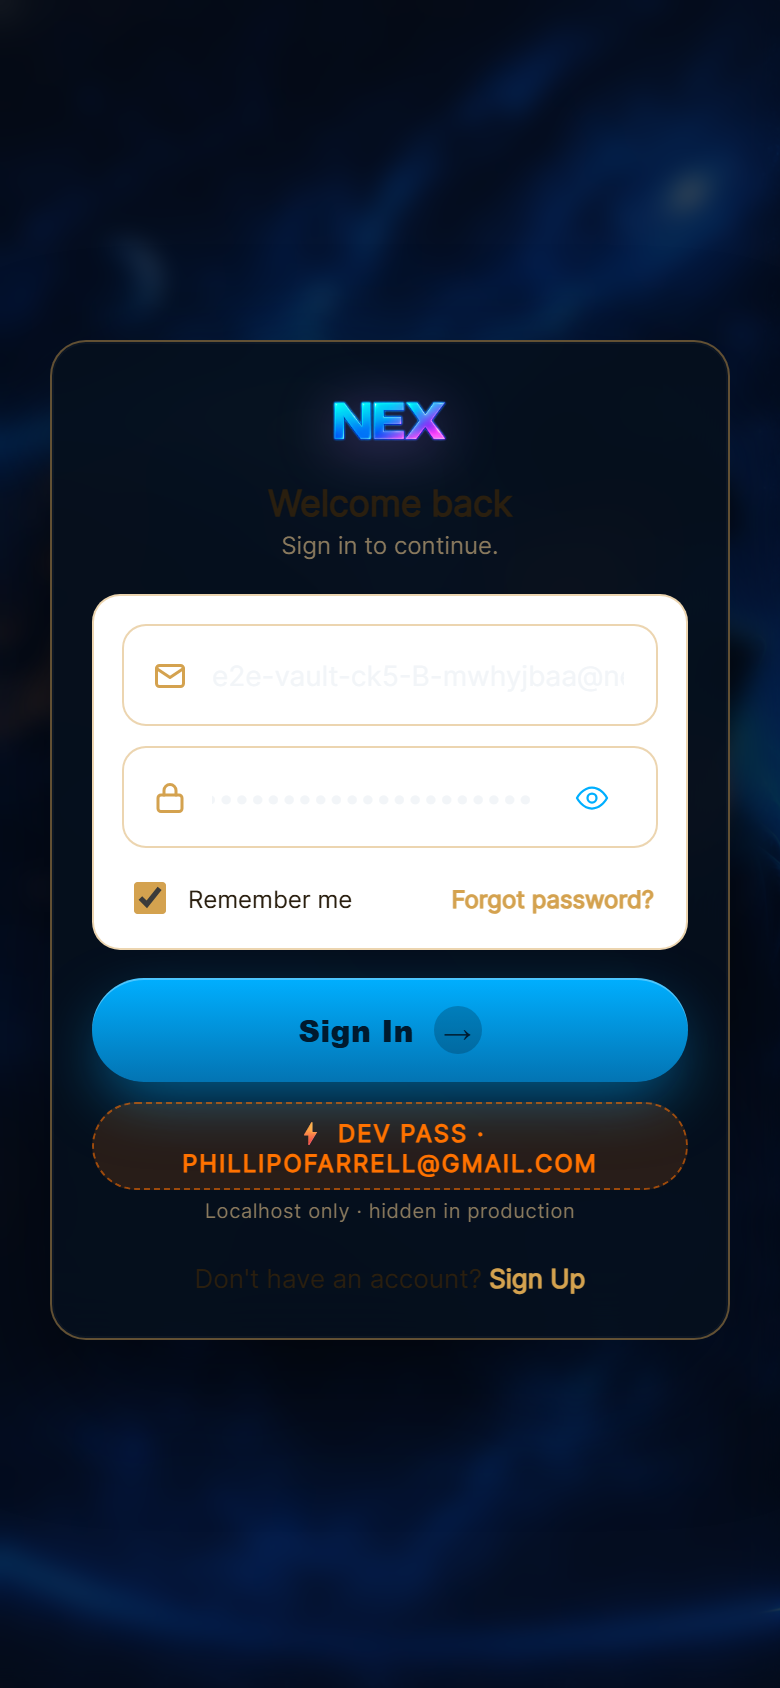 NEX
Welcome back
Sign in to continue.
e2e-vault-ck5-B-mwhyjbaa@n
Remember me
Forgot password?
Sign In →
⚡ DEV PASS ·
PHILLIPOFARRELL@GMAIL.COM
Localhost only · hidden in production
Don't have an account? Sign Up